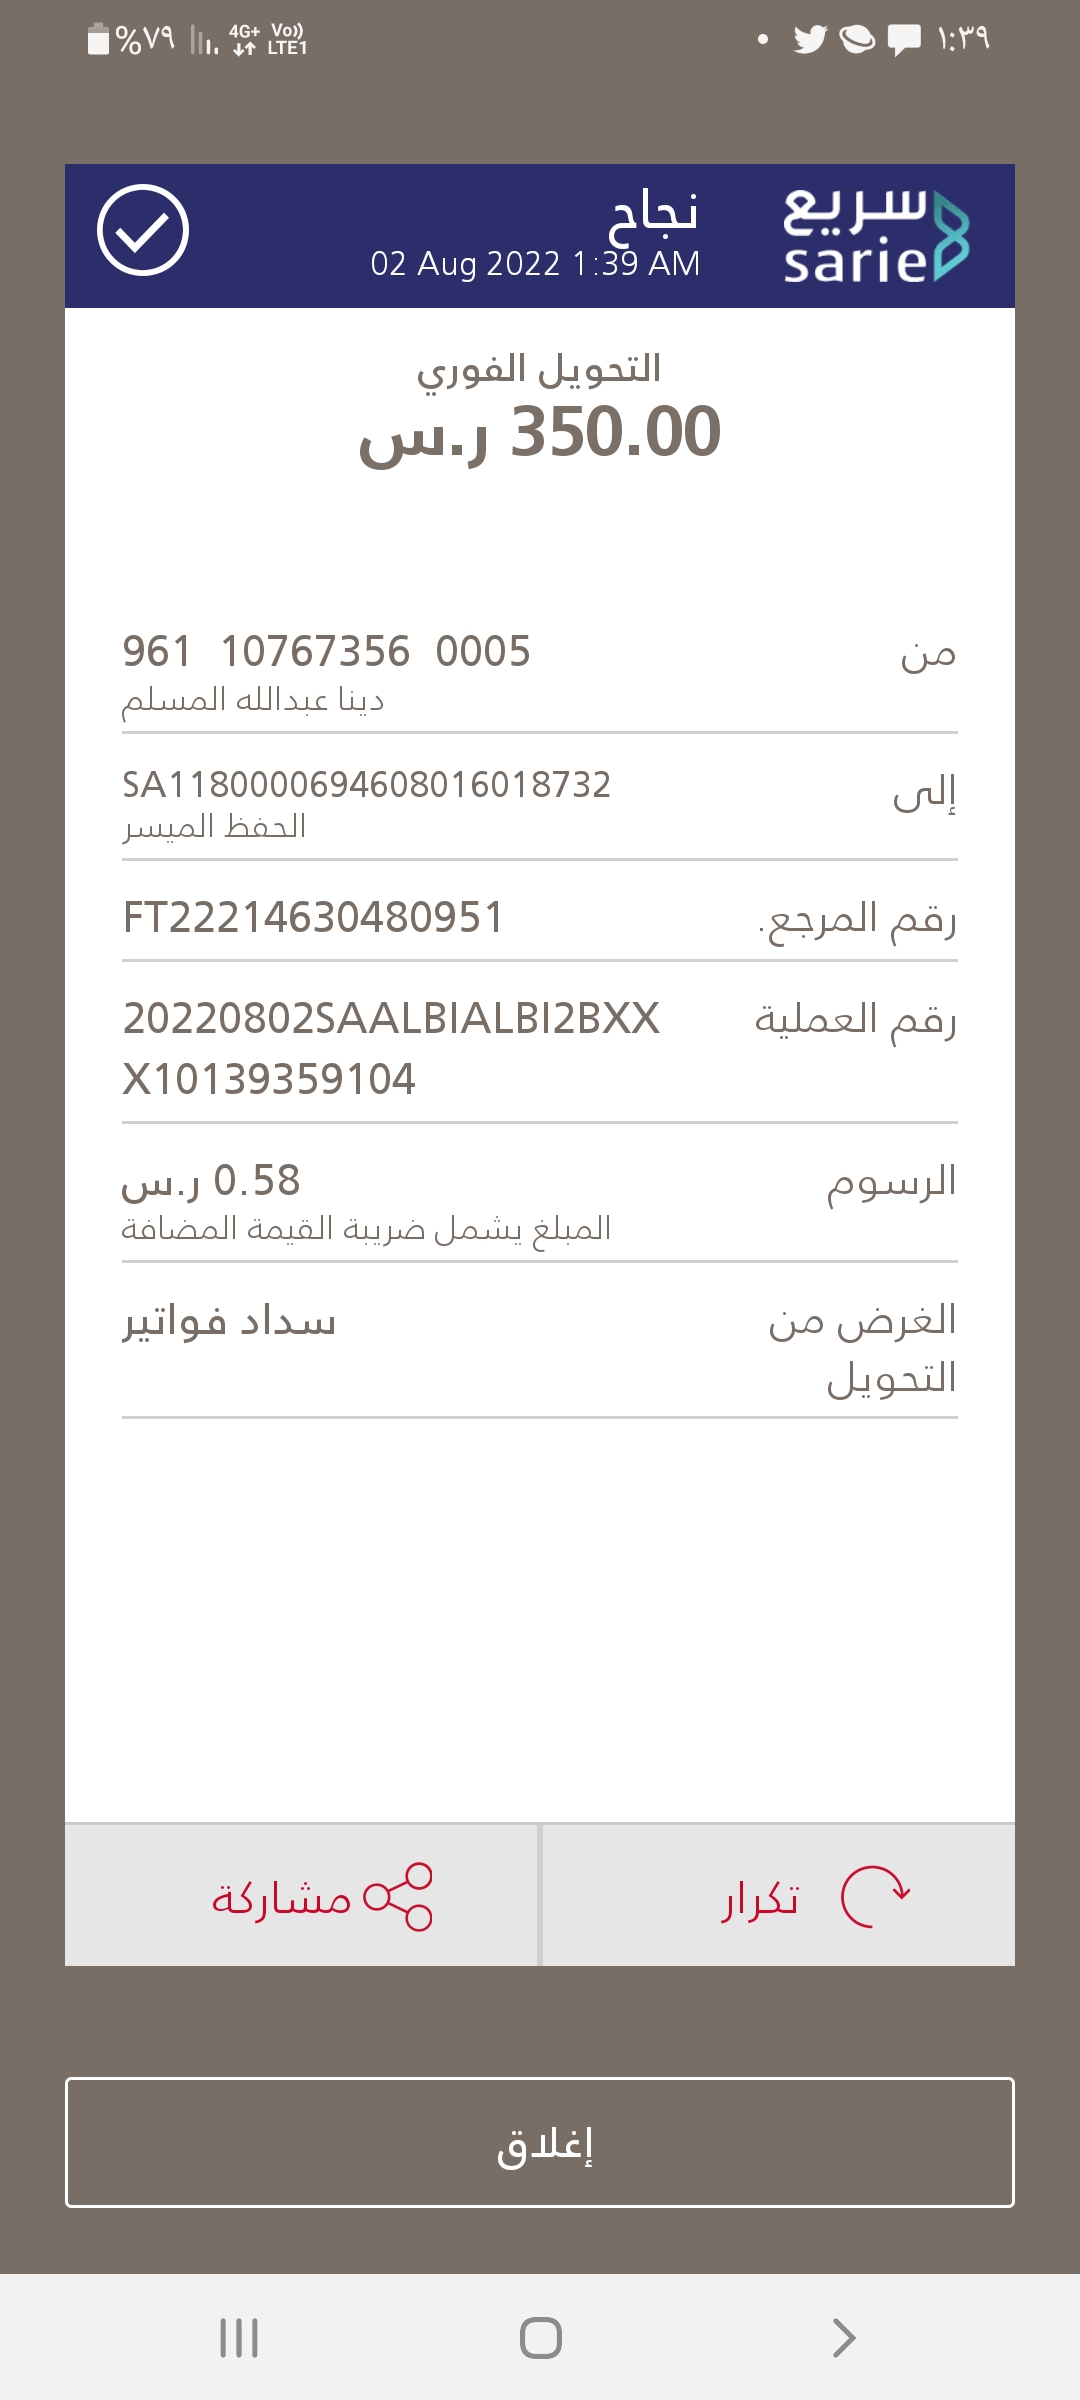 ١:٣٩
4G+ Vo))
LTE1
%٧٩
سريع
sarie
نجاح
02 Aug 2022 1:39 AM
التحويل الفوري
350.00 ر.س
من
961 10767356 0005
دينا عبدالله المسلم
إلى
SA1180000694608016018732
الحفظ الميسر
رقم المرجع.
FT22214630480951
رقم العملية
20220802SAALBIALBI2BXX
X10139359104
الرسوم
0.58 ر.س
المبلغ يشمل ضريبة القيمة المضافة
الغرض من
التحويل
سداد فواتير
تكرار
مشاركة
إغلاق